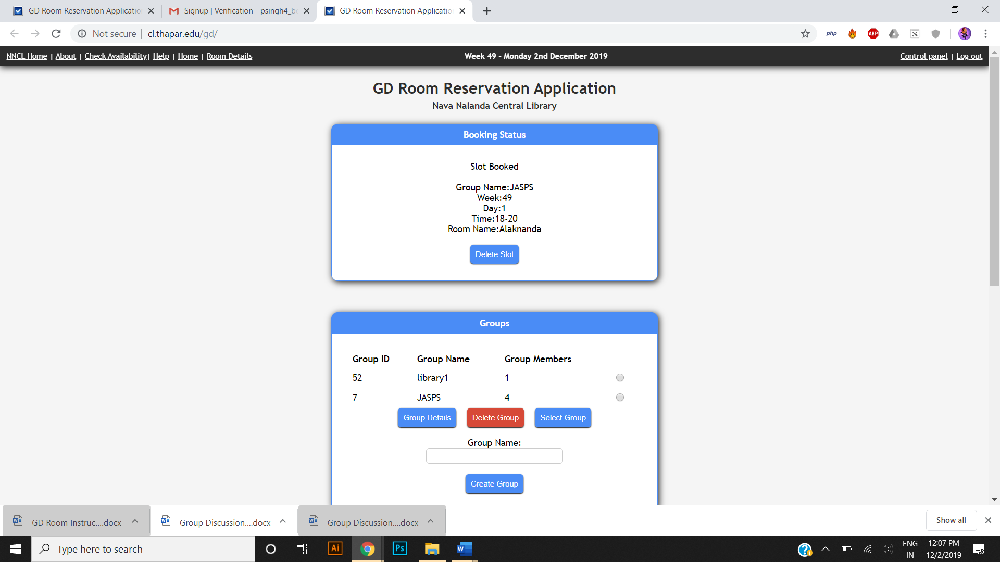 GD Room Reservation Applicatio
Signup | Verification - psingh4_be
GD Room Reservation Applicatio
Not secure | cl.thapar.edu/gd/
php
ABP
NNCL Home | About | Check Availability| Help | Home | Room Details
Week 49 - Monday 2nd December 2019
Control panel | Log out
GD Room Reservation Application
Nava Nalanda Central Library
Booking Status
Slot Booked
Group Name:JASPS
Week:49
Day:1
Time:18-20
Room Name:Alaknanda
Delete Slot
Groups
Group ID Group Name Group Members
52 library1 1
7 JASPS 4
Group Details Delete Group Select Group
Group Name:
Create Group
GD Room Instruc....docx
Group Discussion....docx
Group Discussion....docx
Show all
Type here to search
Ai
Ps
W
ENG
IN
12:07 PM
12/2/2019